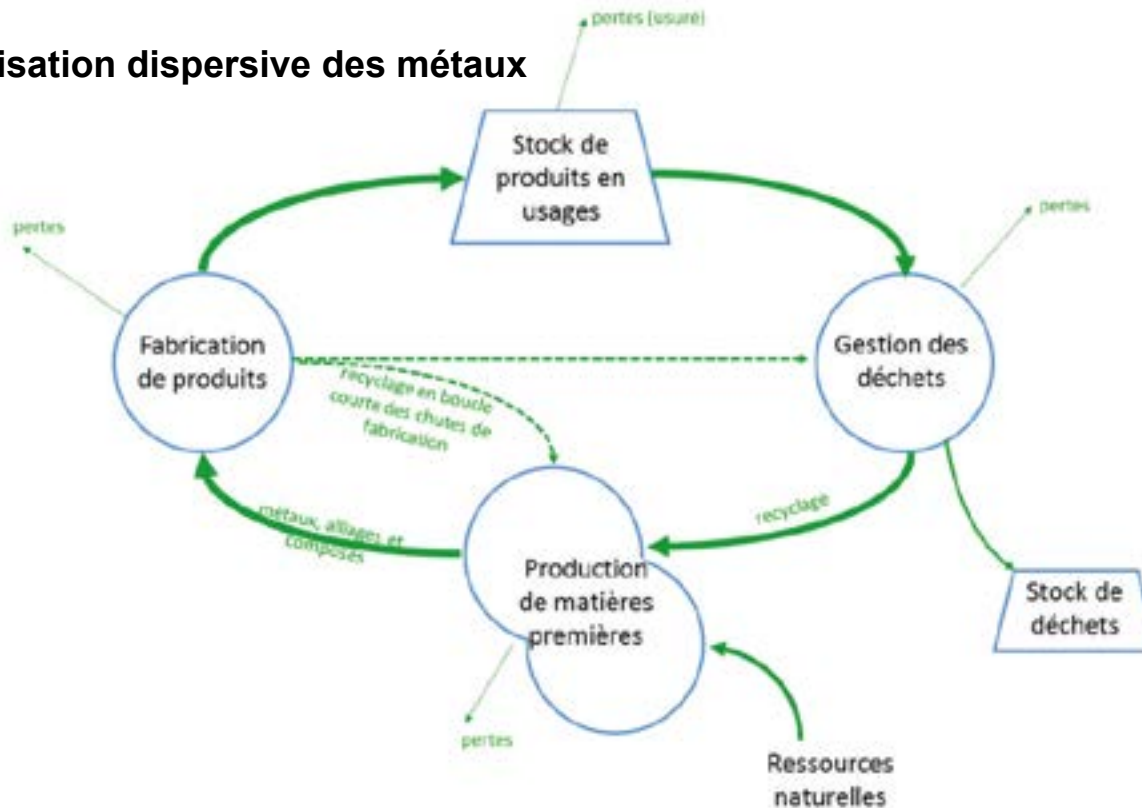 pertes (usure)
isation dispersive des métaux
Stock de
produits en
usages
pertes
pertes
Fabrication
de produits
Gestion des
déchets
recyclage en boucle
courte des chutes de
fabrication
métaux, alliages et
composés
recyclage
Production
de matières
premières
Stock de
déchets
pertes
Ressources
naturelles